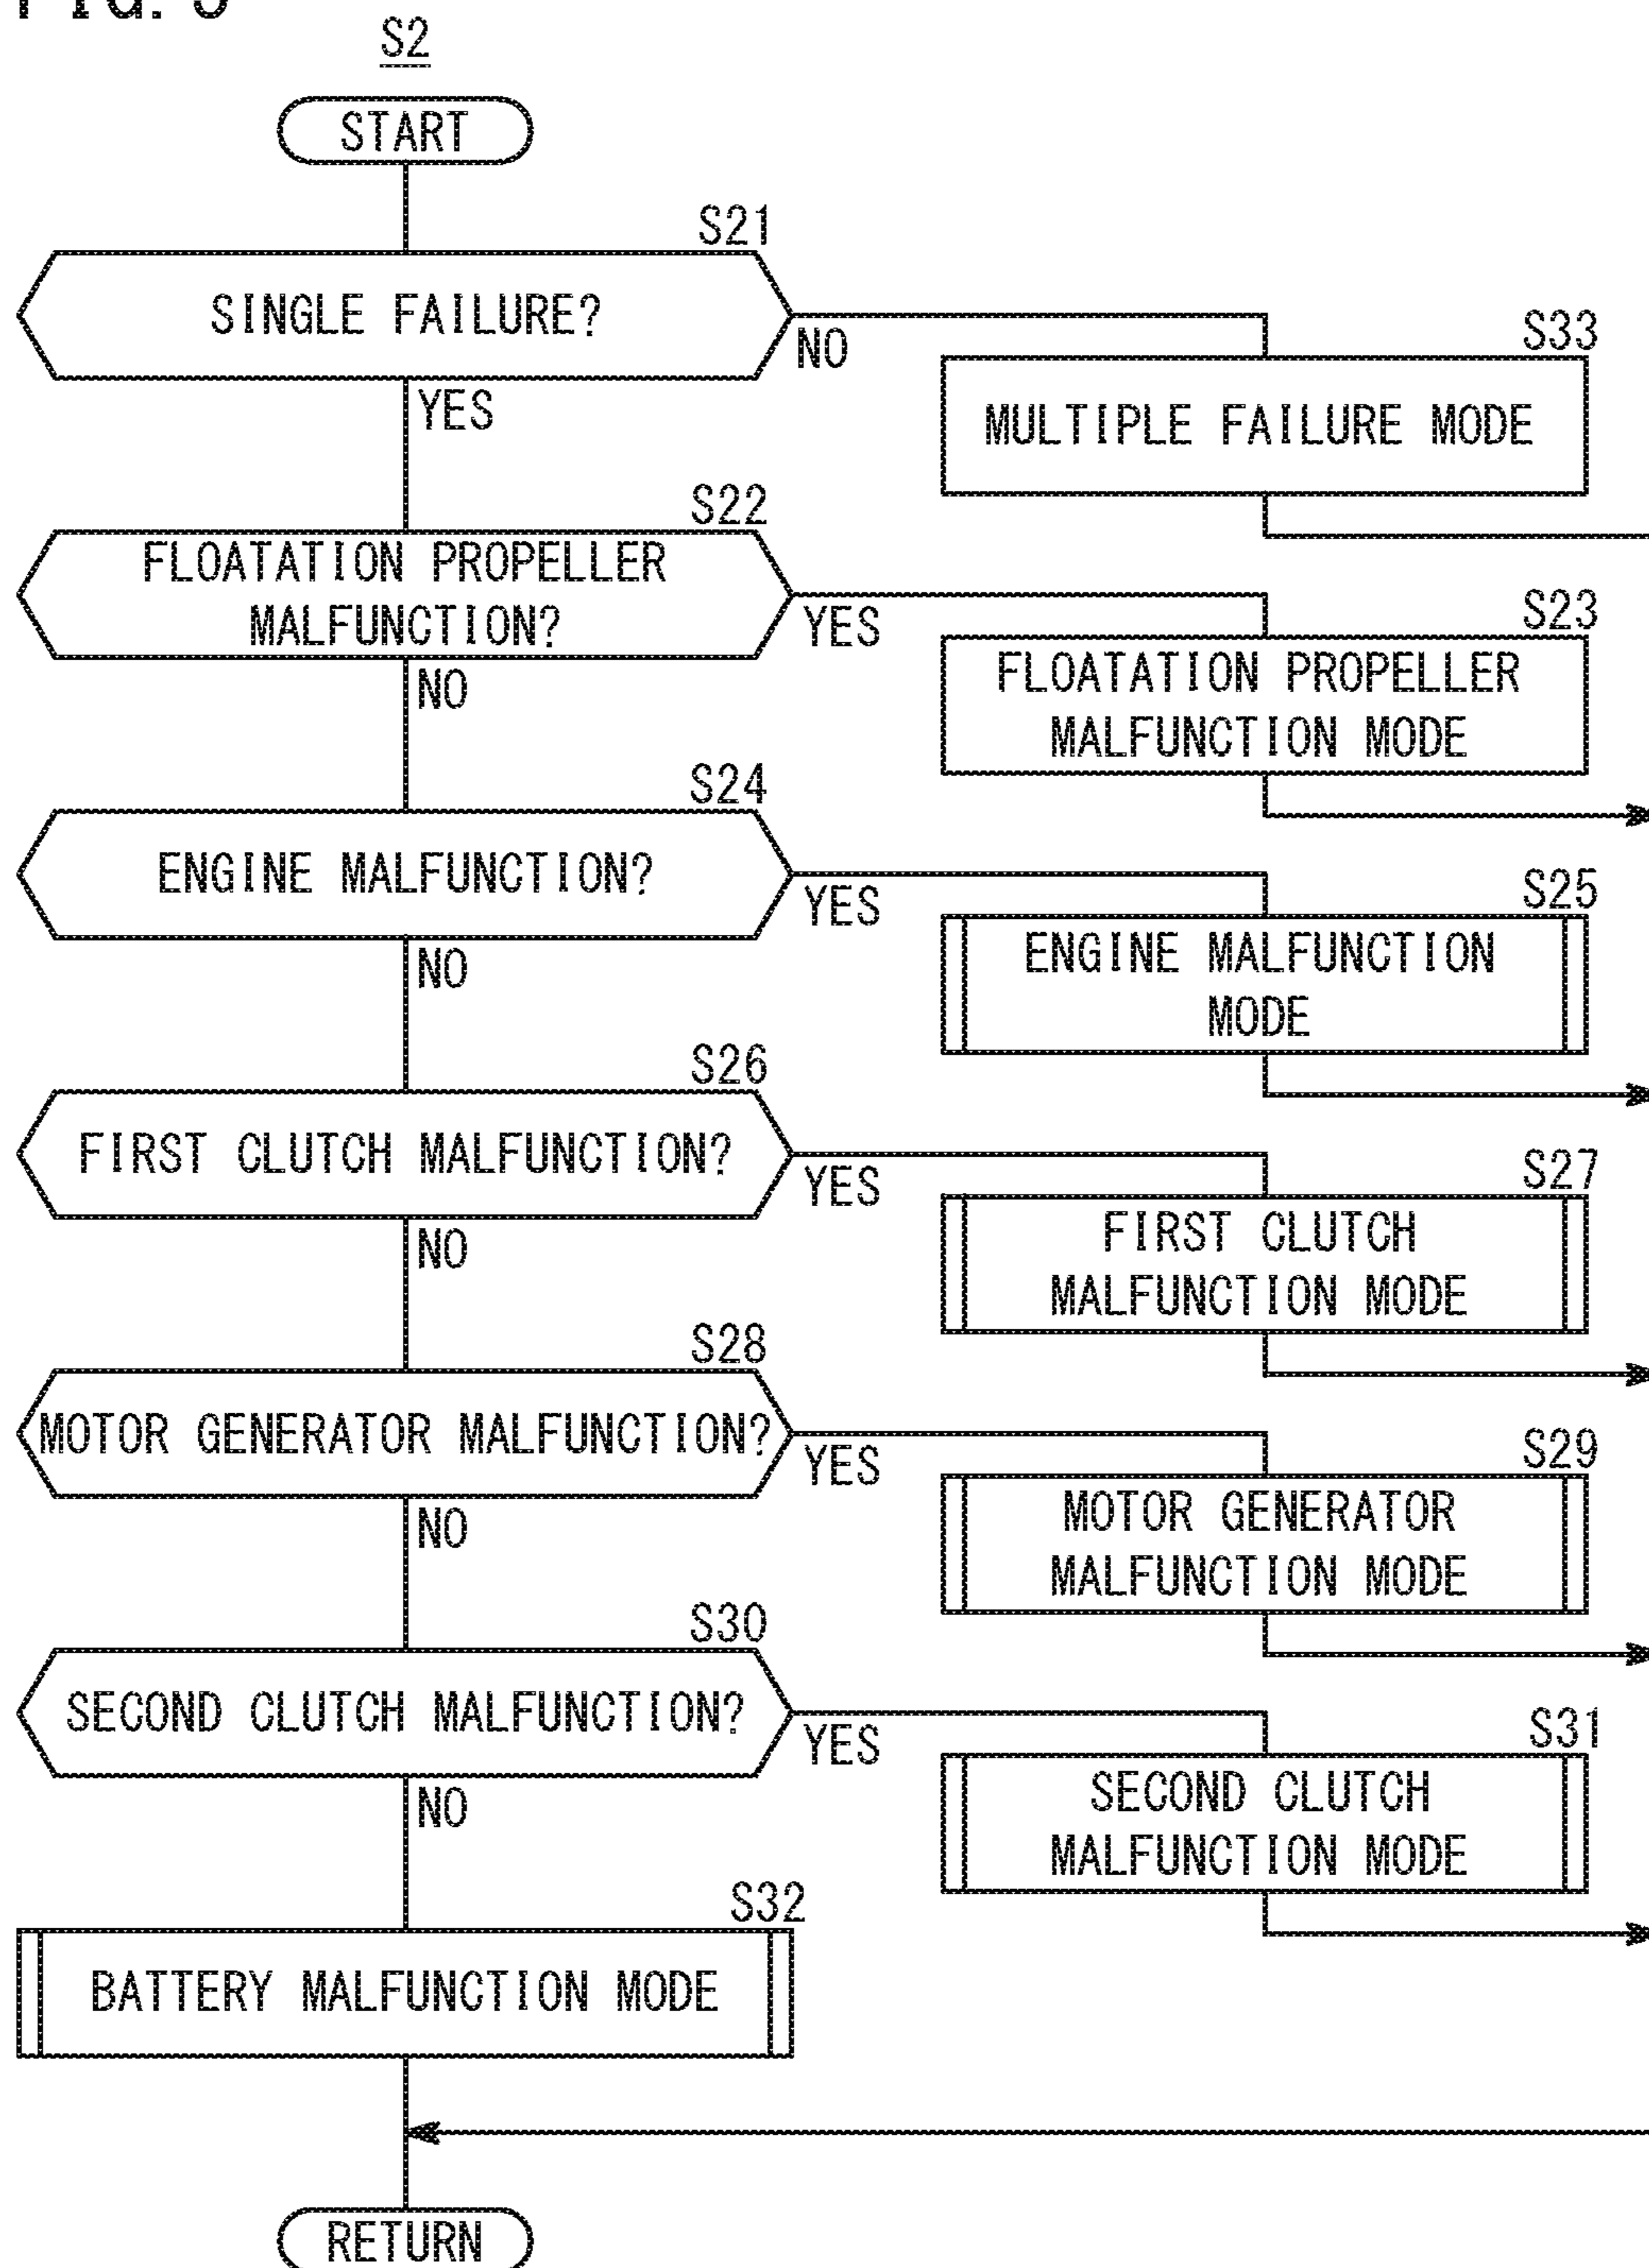 S2
START
S21
SINGLE FAILURE?
NO
YES
S33
MULTIPLE FAILURE MODE
S22
FLOATATION PROPELLER
MALFUNCTION?
YES
NO
S23
FLOATATION PROPELLER
MALFUNCTION MODE
S24
ENGINE MALFUNCTION?
YES
NO
S25
ENGINE MALFUNCTION
MODE
S26
FIRST CLUTCH MALFUNCTION?
YES
NO
S27
FIRST CLUTCH
MALFUNCTION MODE
S28
MOTOR GENERATOR MALFUNCTION?
YES
NO
S29
MOTOR GENERATOR
MALFUNCTION MODE
S30
SECOND CLUTCH MALFUNCTION?
YES
NO
S31
SECOND CLUTCH
MALFUNCTION MODE
S32
BATTERY MALFUNCTION MODE
RETURN